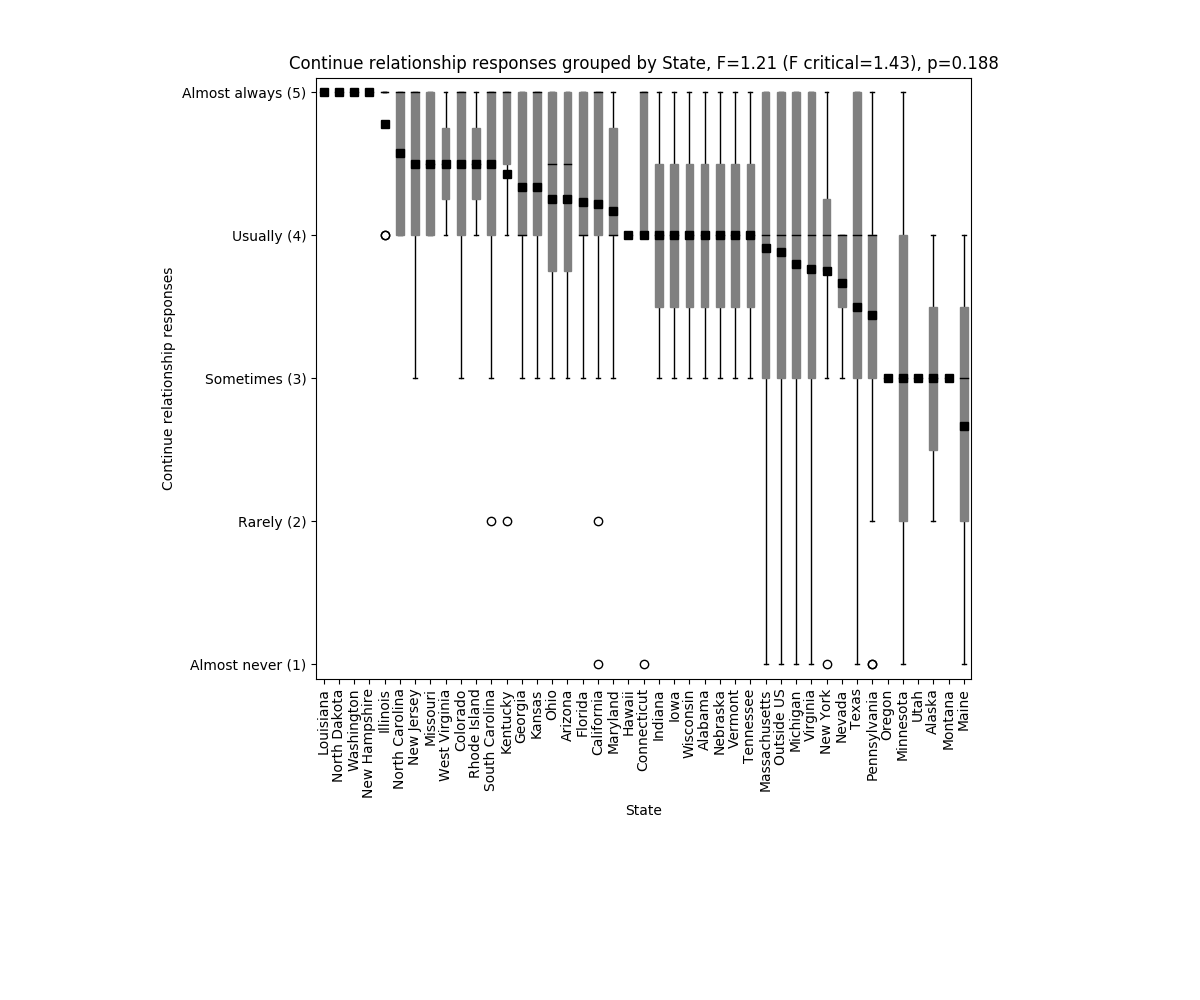 Continue relationship responses grouped by State, F=1.21 (F critical=1.43), p=0.188
Continue relationship responses
Almost always (5)
Usually (4)
Sometimes (3)
Rarely (2)
Almost never (1)
Louisiana
North Dakota
Washington
New Hampshire
Illinois
North Carolina
New Jersey
Missouri
West Virginia
Colorado
Rhode Island
South Carolina
Kentucky
Georgia
Kansas
Ohio
Arizona
Florida
California
Maryland
Hawaii
Connecticut
Indiana
Iowa
Wisconsin
Alabama
Nebraska
Vermont
Tennessee
Massachusetts
Outside US
Michigan
Virginia
New York
Nevada
Texas
Pennsylvania
Oregon
Minnesota
Utah
Alaska
Montana
Maine
State